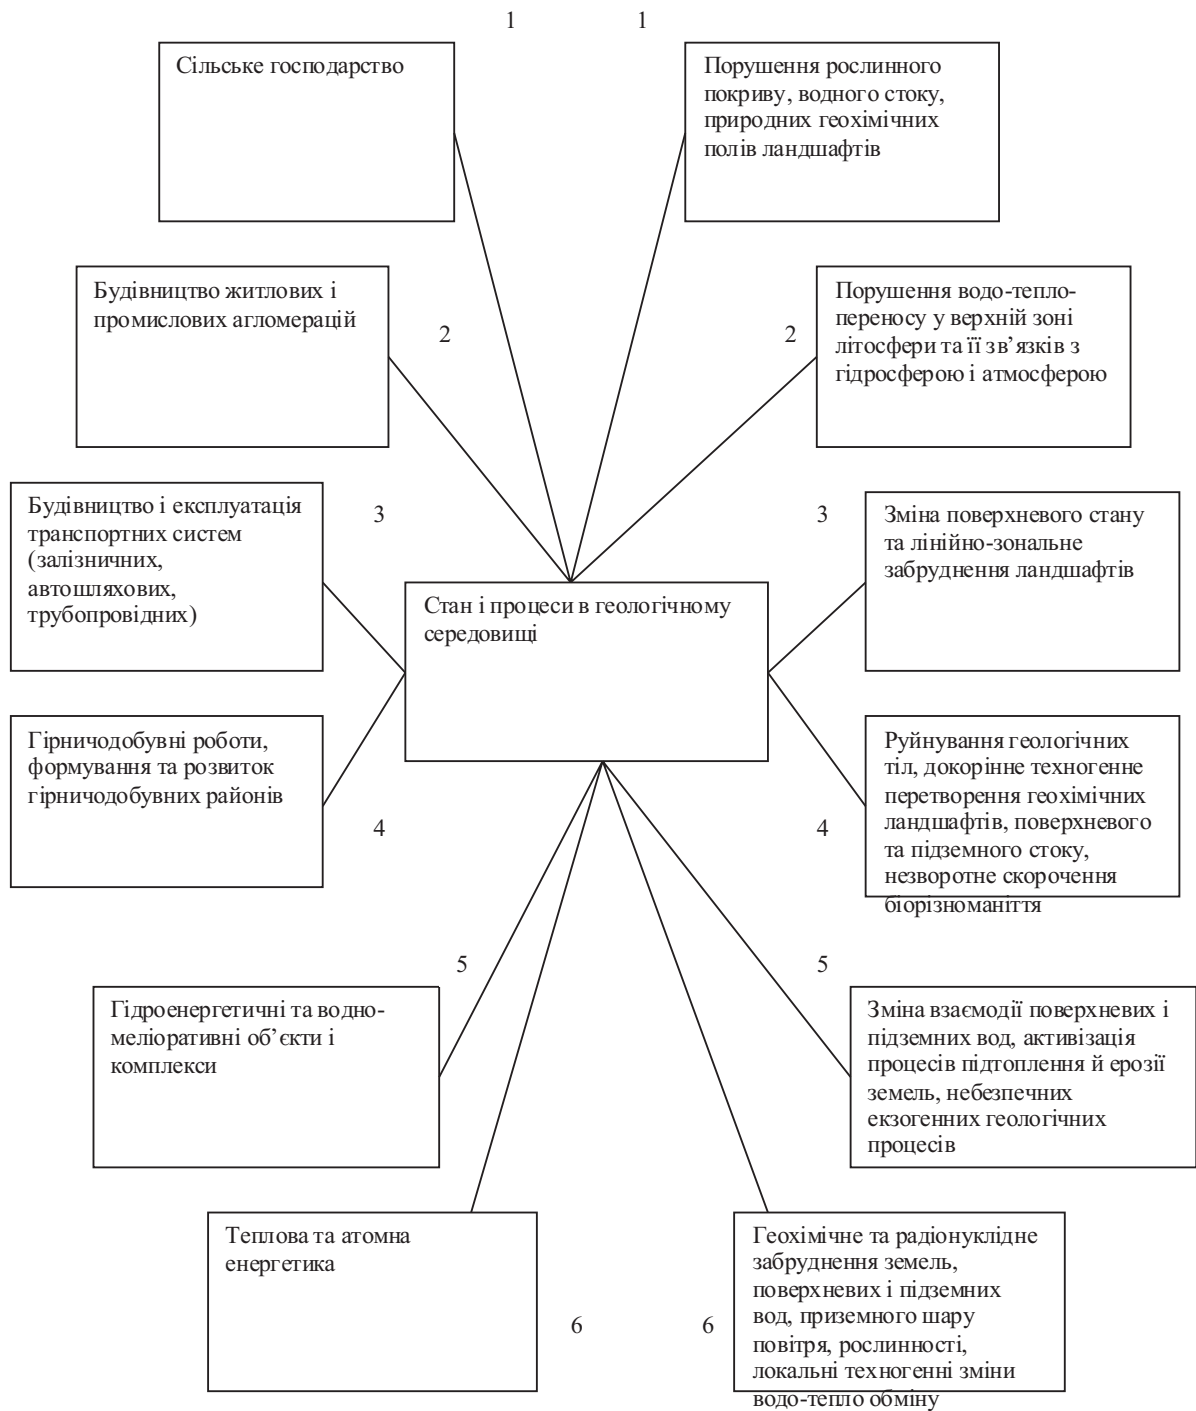 1
1
Сільське господарство
Порушення рослинного
покриву, водного стоку,
природних геохімічних
полів ландшафтів
Будівництво житлових і
промислових агломерацій
2
2
Порушення водо-тепло-
переносу у верхній зоні
літосфери та її зв’язків з
гідросферою і атмосферою
Будівництво і експлуатація
транспортних систем
(залізничних,
автошляхових,
трубопровідних)
3
3
Зміна поверхневого стану
та лінійно-зональне
забруднення ландшафтів
Стан і процеси в геологічному
середовищі
Гірничодобувні роботи,
формування та розвиток
гірничодобувних районів
4
4
Руйнування геологічних
тіл, докорінне техногенне
перетворення геохімічних
ландшафтів, поверхневого
та підземного стоку,
незворотне скорочення
біорізноманіття
5
5
Гідроенергетичні та водно-
меліоративні об’єкти і
комплекси
Зміна взаємодії поверхневих і
підземних вод, активізація
процесів підтоплення й ерозії
земель, небезпечних
екзогенних геологічних
процесів
Теплова та атомна
енергетика
6
6
Геохімічне та радіонуклідне
забруднення земель,
поверхневих і підземних
вод, приземного шару
повітря, рослинності,
локальні техногенні зміни
водо-тепло обміну